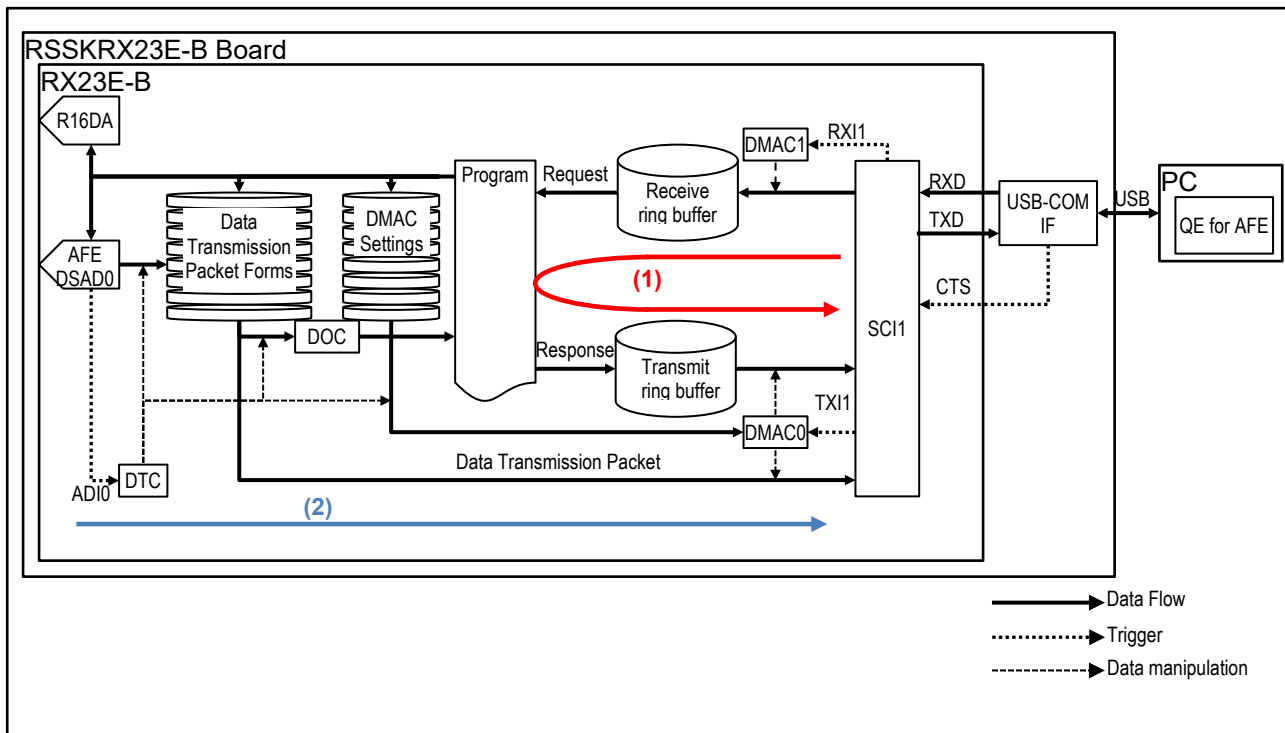 RSSKRX23E-B Board
RX23E-B
R16DA
AFE
DSAD0
Data
Transmission
Packet Forms
DMAC
Settings
Program
Request
Receive
ring buffer
DMAC1
RXI1
RXD
TXD
USB-COM
IF
USB
PC
QE for AFE
(1)
CTS
SCI1
DOC
Response
Transmit
ring buffer
TXI1
DMAC0
Data Transmission Packet
ADI0
DTC
(2)
Data Flow
Trigger
Data manipulation